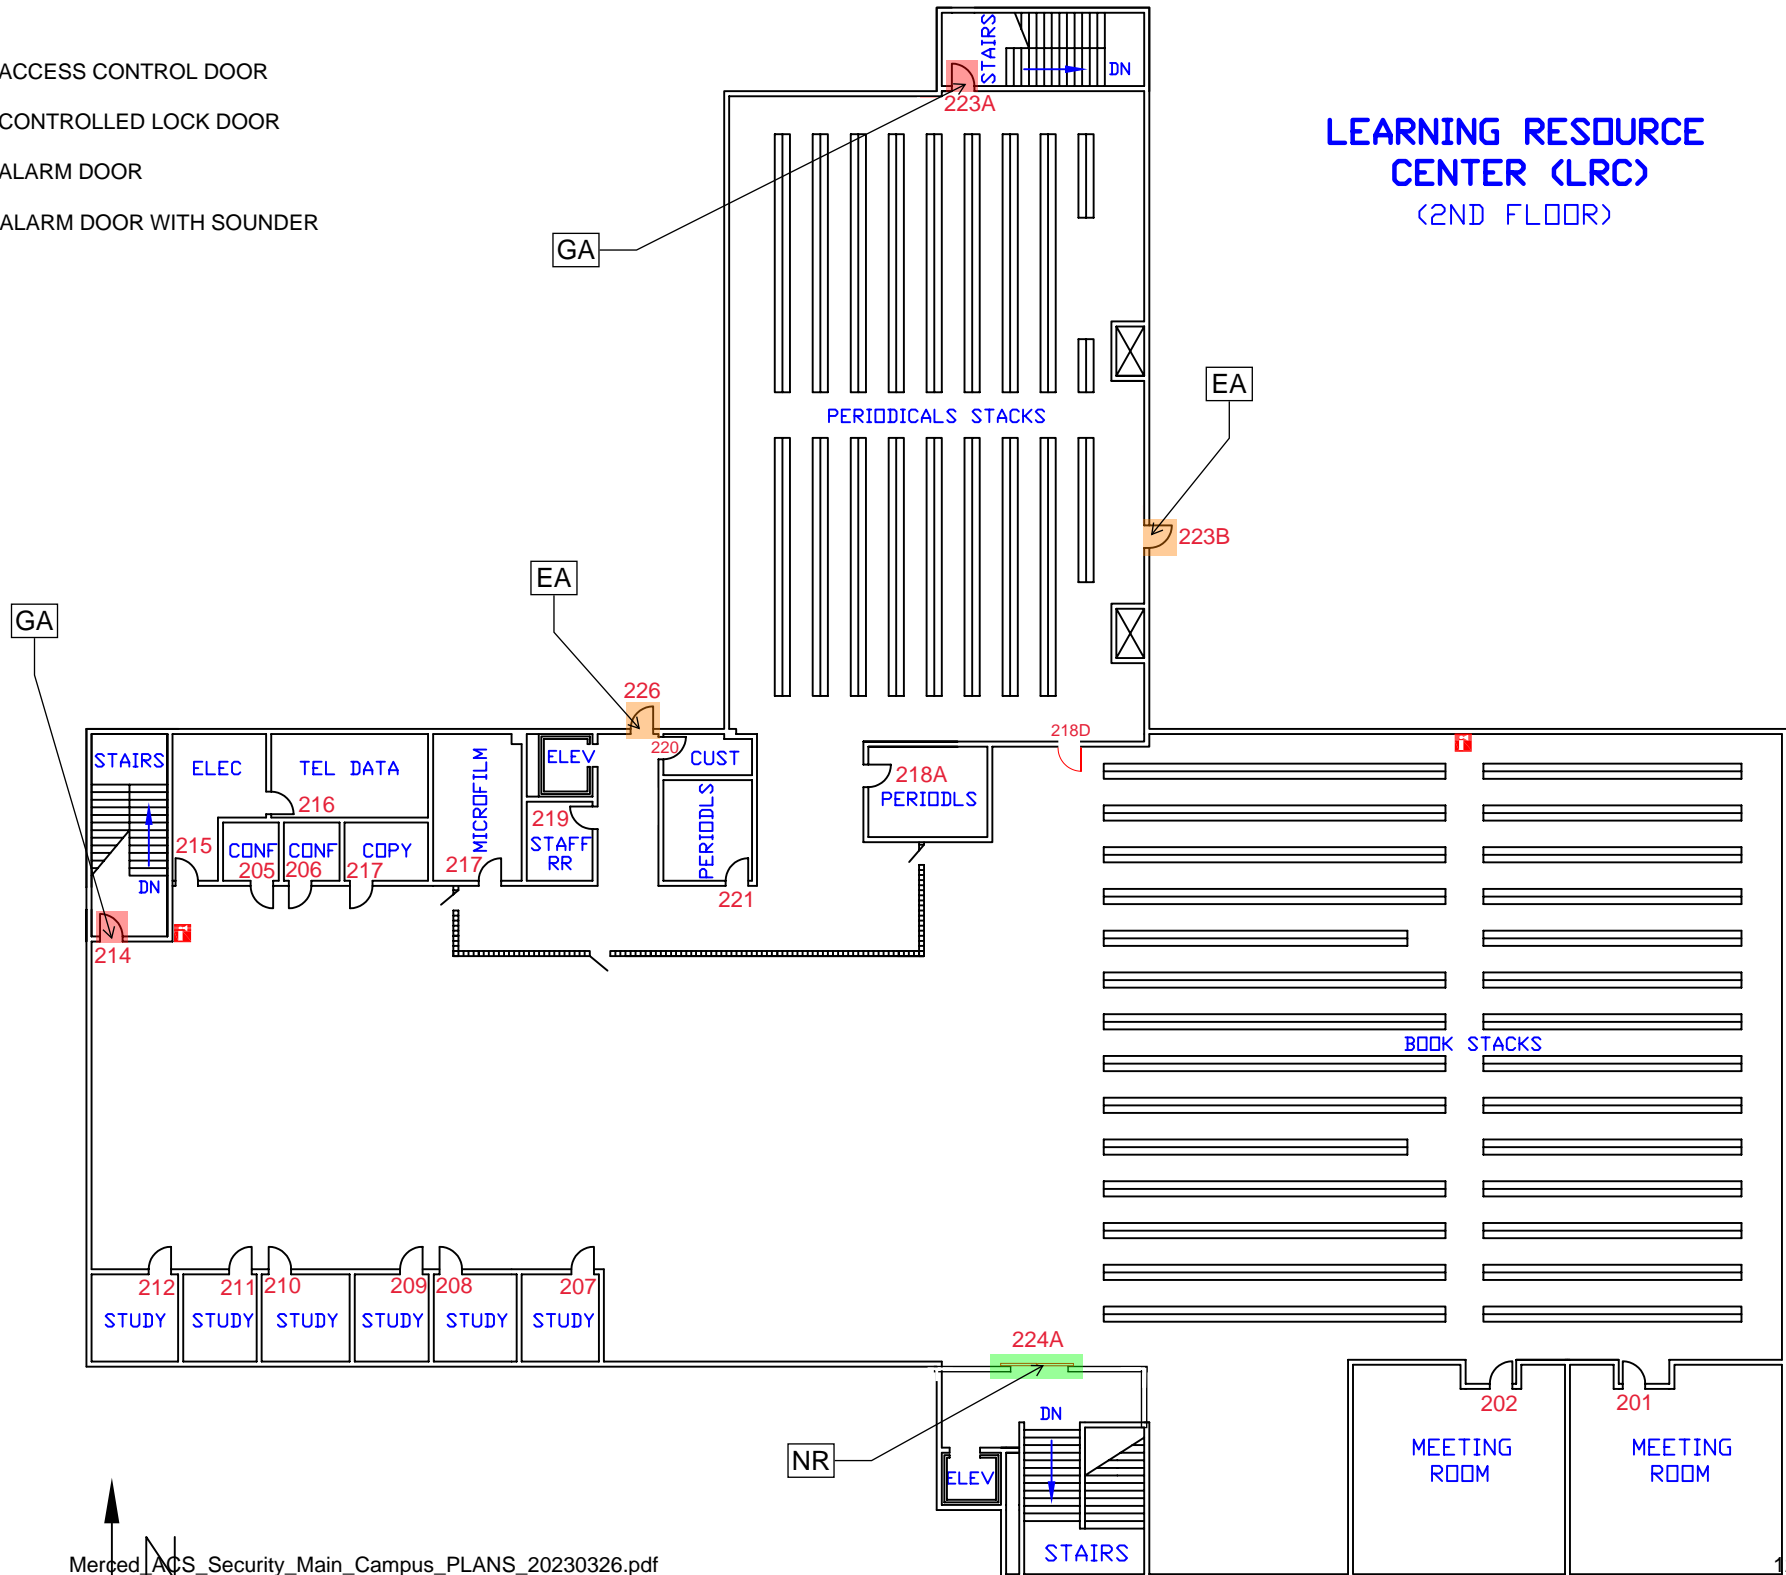 STAIRS
DN
ACCESS CONTROL DOOR
223A
CONTROLLED LOCK DOOR
LEARNING RESOURCE
CENTER (LRC)
(2ND FLOOR)
ALARM DOOR
ALARM DOOR WITH SOUNDER
GA
EA
PERIODICALS STACKS
223B
EA
GA
226
218D
220
STAIRS
ELEC
TEL DATA
MICROFILM
ELEV
CUST
218A
PERIODLS
216
219
PERIODLS
215
CONF
CONF
COPY
STAFF
RR
205
206
217
217
DN
221
214
BOOK STACKS
212
211
210
209
208
207
STUDY
STUDY
STUDY
STUDY
STUDY
STUDY
224A
202
201
DN
MEETING
ROOM
MEETING
ROOM
NR
ELEV
STAIRS
N
Merced_ACS_Security_Main_Campus_PLANS_20230326.pdf
1